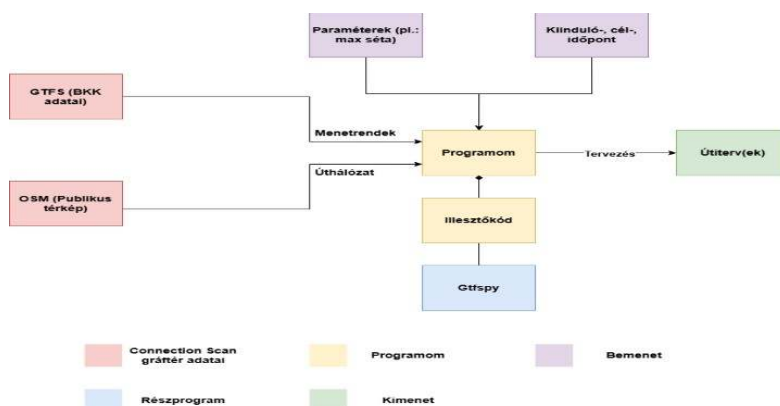 Paraméterek (pl.:
max séta)
Kiinduló-, cél-,
időpont
GTFS (BKK
adatai)
Menetrendek
Programom
Tervezés
Útiterv(ek)
Úthálózat
OSM (Publikus
térkép)
Illesztőkód
Gtfspy
Connection Scan
gráftér adatai
Programom
Bemenet
Részprogram
Kimenet